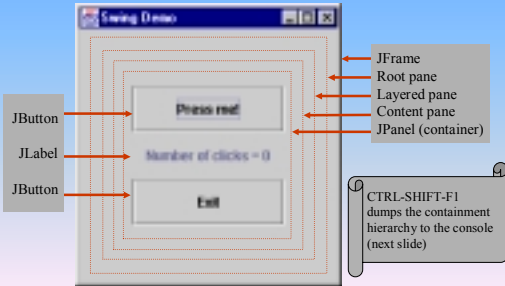 Swing Demo
JFrame
Root pane
Layered pane
Content pane
JPanel (container)
JButton
Press me!
JLabel
Number of clicks = 0
JButton
Exit
CTRL-SHIFT-F1
dumps the containment
hierarchy to the console
(next slide)